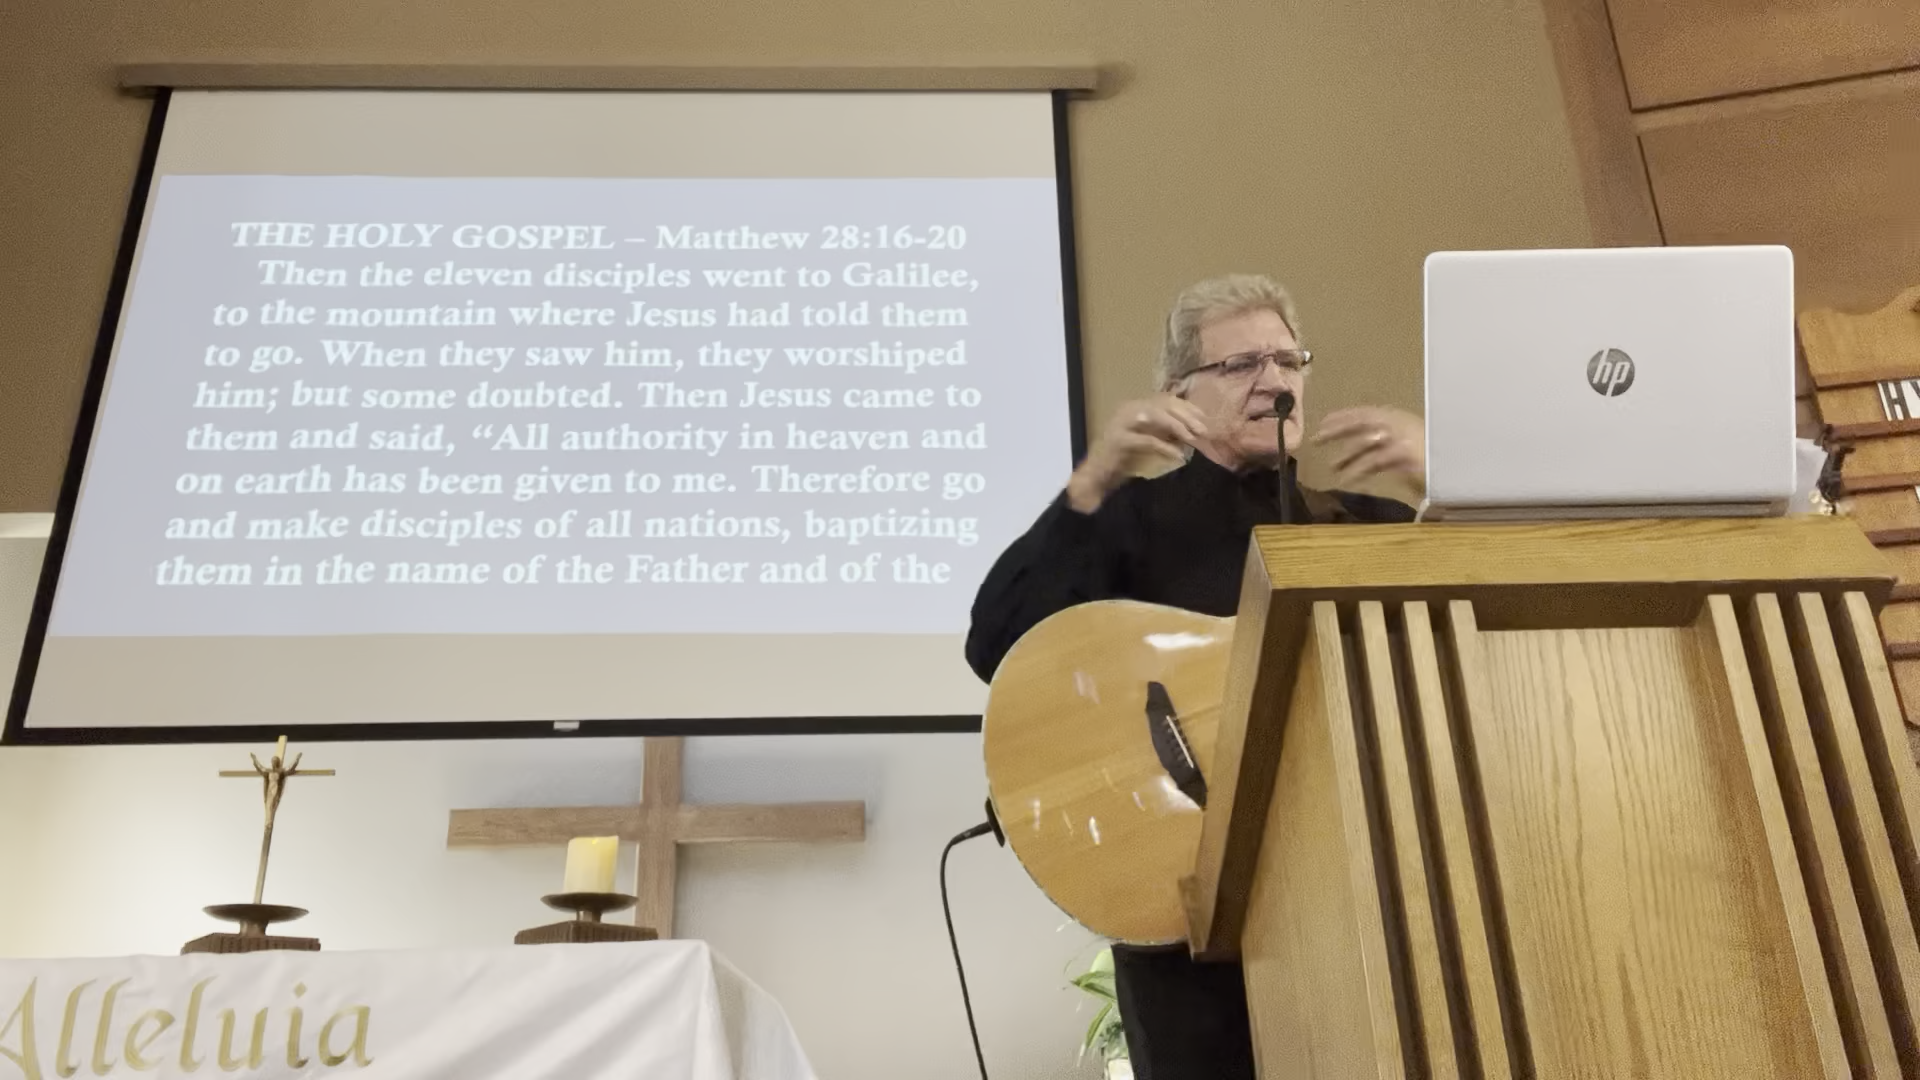 THE HOLY GOSPEL – Matthew 28:16-20
Then the eleven disciples went to Galilee,
to the mountain where Jesus had told them
to go. When they saw him, they worshiped
him; but some doubted. Then Jesus came to
them and said, “All authority in heaven and
on earth has been given to me. Therefore go
and make disciples of all nations, baptizing
them in the name of the Father and of the
hp
Alleluia